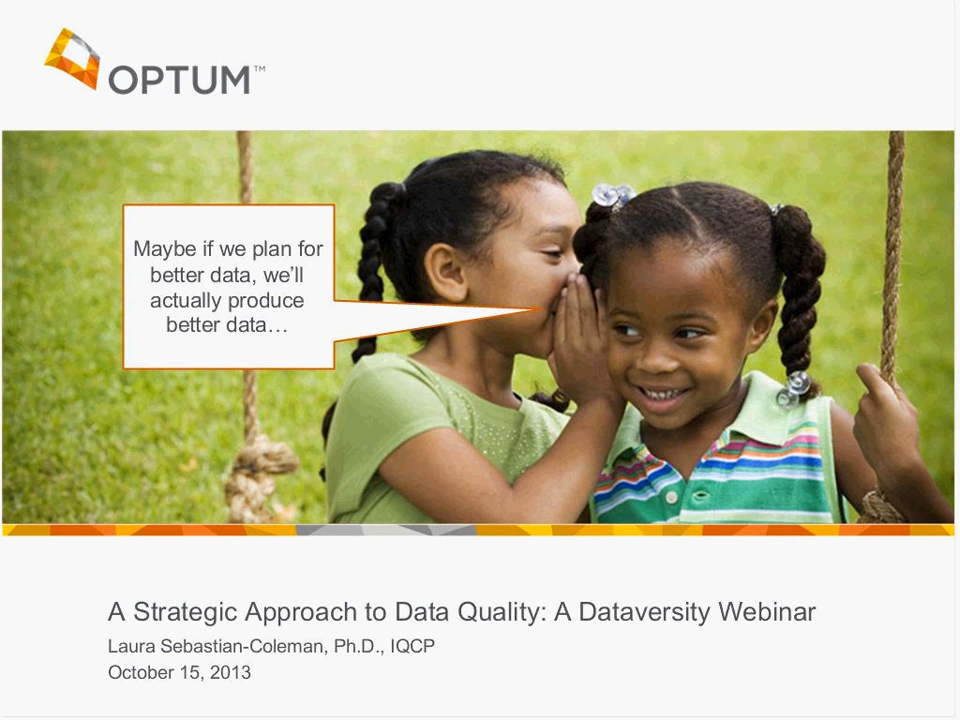 OPTUM™
Maybe if we plan for
better data, we’ll
actually produce
better data…
A Strategic Approach to Data Quality: A Dataversity Webinar
Laura Sebastian-Coleman, Ph.D., IQCP
October 15, 2013